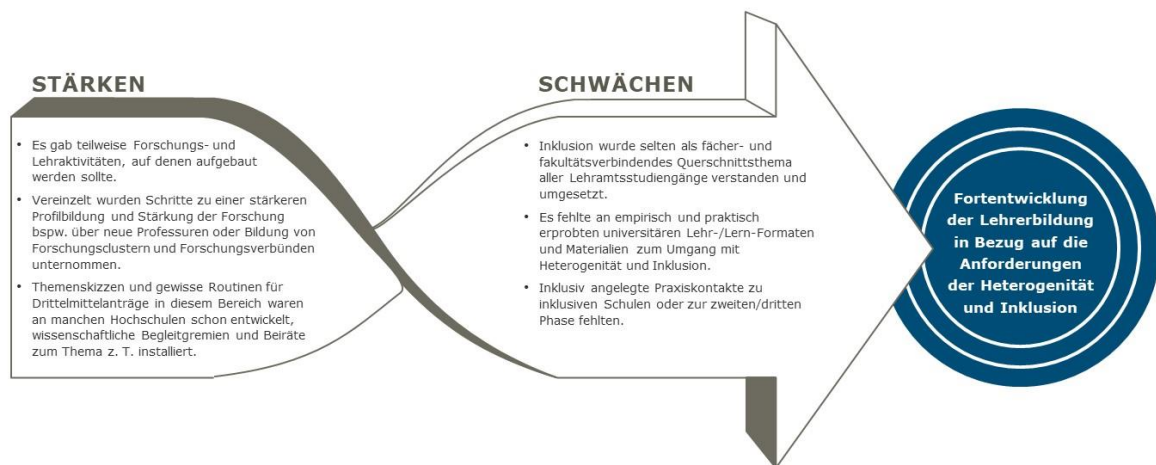 STÄRKEN
• Es gab teilweise Forschungs- und
Lehraktivitäten, auf denen aufgebaut
werden sollte.
• Vereinzelt wurden Schritte zu einer stärkeren
Profilbildung und Stärkung der Forschung
bspw. über neue Professuren oder Bildung von
Forschungsclustern und Forschungsverbünden
unternommen.
• Themenskizzen und gewisse Routinen für
Drittelmittelanträge in diesem Bereich waren
an manchen Hochschulen schon entwickelt,
wissenschaftliche Begleitgremien und Beiräte
zum Thema z. T. installiert.
SCHWÄCHEN
• Inklusion wurde selten als fächer- und
fakultätsverbindendes Querschnittsthema
aller Lehramtsstudiengänge verstanden und
umgesetzt.
• Es fehlte an empirisch und praktisch
erprobten universitären Lehr-/Lern-Formaten
und Materialien zum Umgang mit
Heterogenität und Inklusion.
• Inklusiv angelegte Praxiskontakte zu
inklusiven Schulen oder zur zweiten/dritten
Phase fehlten.
Fortentwicklung
der Lehrerbildung
in Bezug auf die
Anforderungen
der Heterogenität
und Inklusion